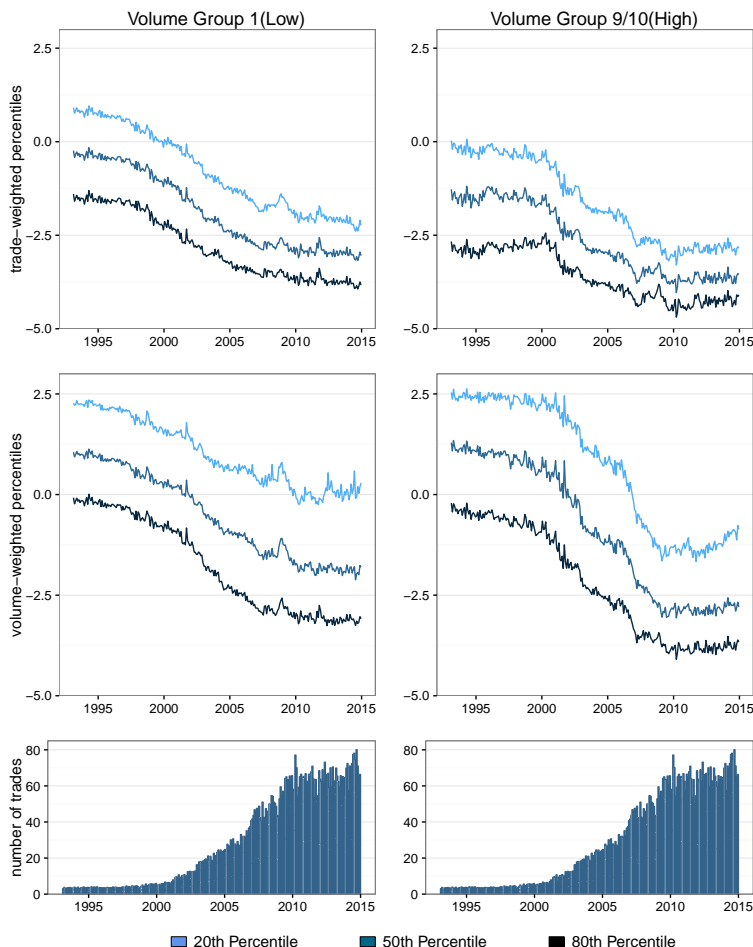 Volume Group 1(Low)
Volume Group 9/10(High)
trade−weighted percentiles
2.5
0.0
−2.5
−5.0
1995 2000 2005 2010 2015
2.5
0.0
−2.5
−5.0
1995 2000 2005 2010 2015
volume−weighted percentiles
2.5
0.0
−2.5
−5.0
1995 2000 2005 2010 2015
2.5
0.0
−2.5
−5.0
1995 2000 2005 2010 2015
number of trades
80
60
40
20
0
1995 2000 2005 2010 2015
80
60
40
20
0
1995 2000 2005 2010 2015
20th Percentile 50th Percentile 80th Percentile